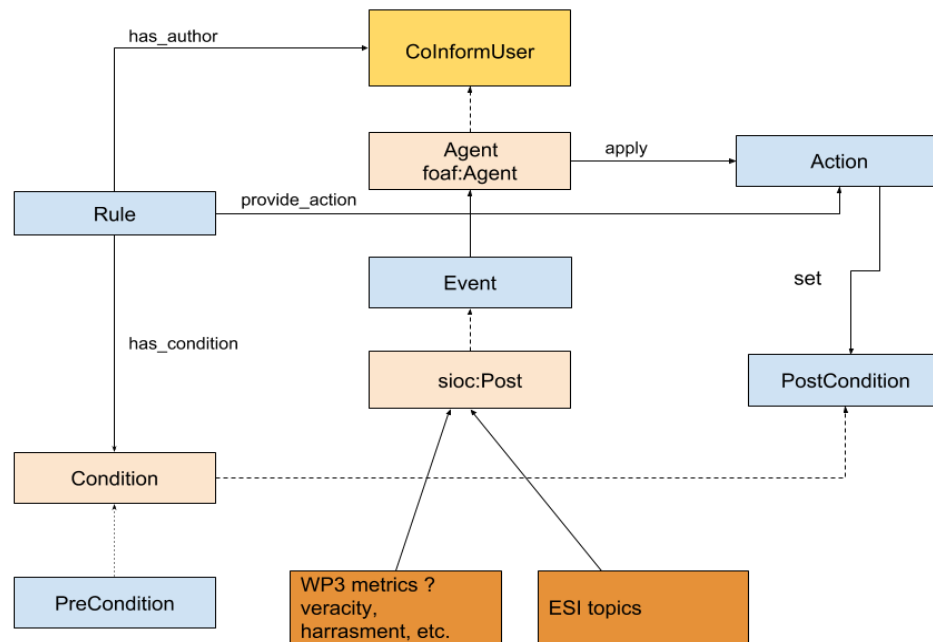 has_author
CoInformUser
Agent
foaf:Agent
apply
Action
Rule
provide_action
Event
set
has_condition
sioc:Post
PostCondition
Condition
WP3 metrics ?
veracity,
harrasment, etc.
ESI topics
PreCondition